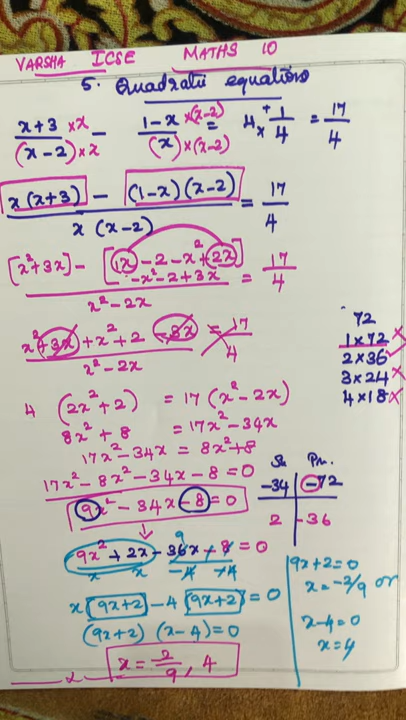 VARSHA ICSE MATHS 10
5. Quadratic equations
x+3 ×x / (x-2) ×x - 1-x ×(x-2) / (x) ×(x-2) = 4 ×+ 1/4 = 17/4
x(x+3) - (1-x)(x-2) / x(x-2) = 17/4
[x²+3x] - [1x-2-x²+2x] / x²-2x = 17/4
-x²-2+3x
x²+3x+x²+2-3x / x²-2x = 17/4
4 (2x²+2) = 17(x²-2x)
8x²+8 = 17x²-34x
17x²-34x = 8x²+8
17x²-8x²-34x-8=0
9x²-34x-8=0
9x²+2x-36x-8=0
9
x x -4 -4
x(9x+2)-4(9x+2)=0
(9x+2)(x-4)=0
x = 2/9, 4
72
1×72 ×
2×36 ✓
3×24 ×
4×18 ×
Su Pr.
-34 -72
2 -36
9x+2=0
x=-2/9 or
x-4=0
x=4